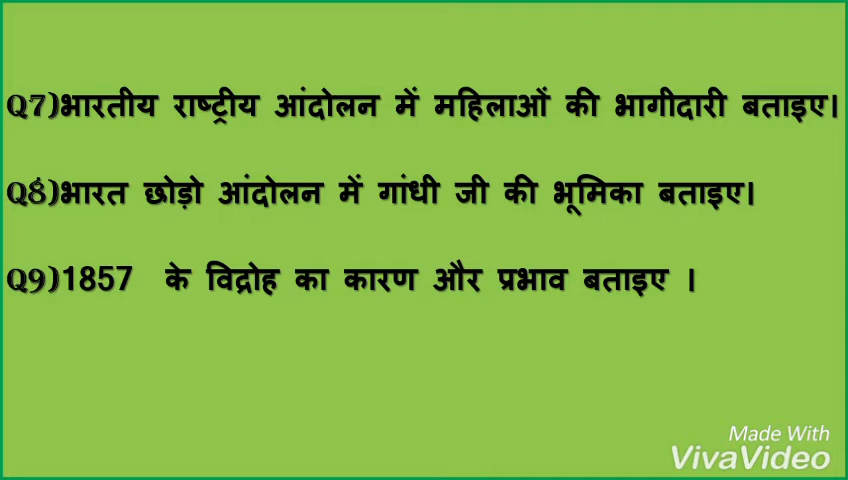 Q7)भारतीय राष्ट्रीय आंदोलन में महिलाओं की भागीदारी बताइए।
Q8)भारत छोड़ो आंदोलन में गांधी जी की भूमिका बताइए।
Q9)1857 के विद्रोह का कारण और प्रभाव बताइए ।
Made With
VivaVideo